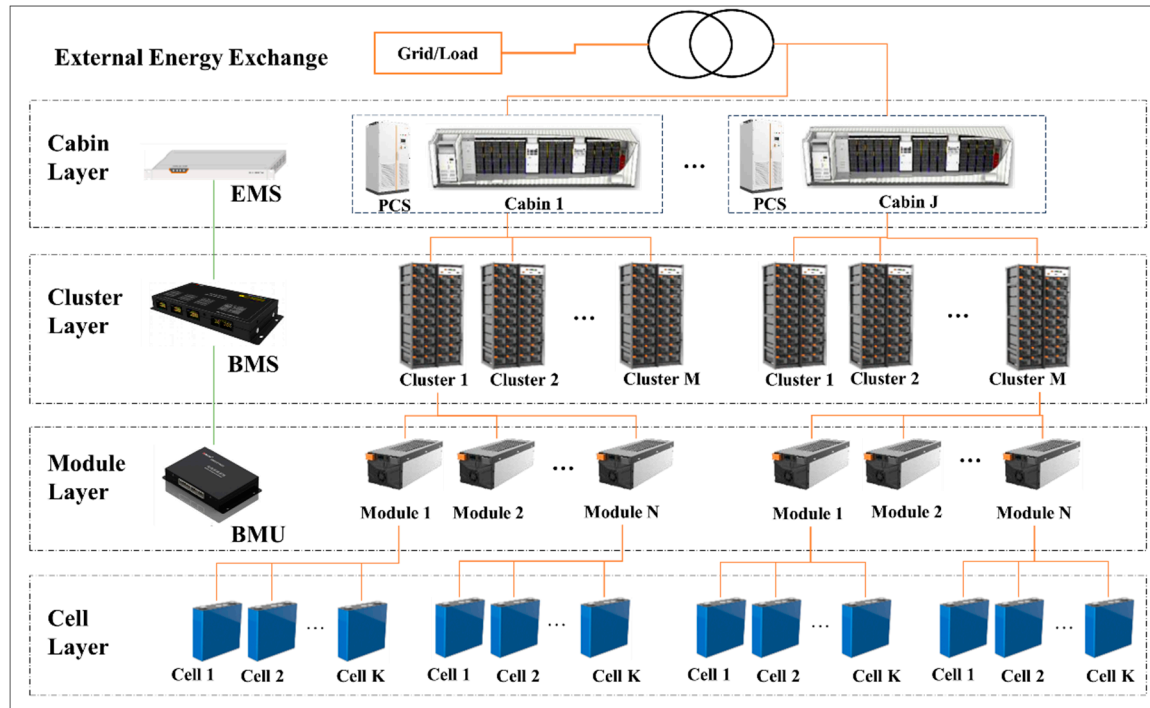 External Energy Exchange
Grid/Load
Cabin
Layer
EMS
PCS
Cabin 1
...
PCS
Cabin J
Cluster
Layer
BMS
Cluster 1
Cluster 2
...
Cluster M
Cluster 1
Cluster 2
...
Cluster M
Module
Layer
BMU
Module 1
Module 2
...
Module N
Module 1
Module 2
...
Module N
Cell
Layer
Cell 1
Cell 2
...
Cell K
Cell 1
Cell 2
...
Cell K
Cell 1
Cell 2
...
Cell K
Cell 1
Cell 2
...
Cell K